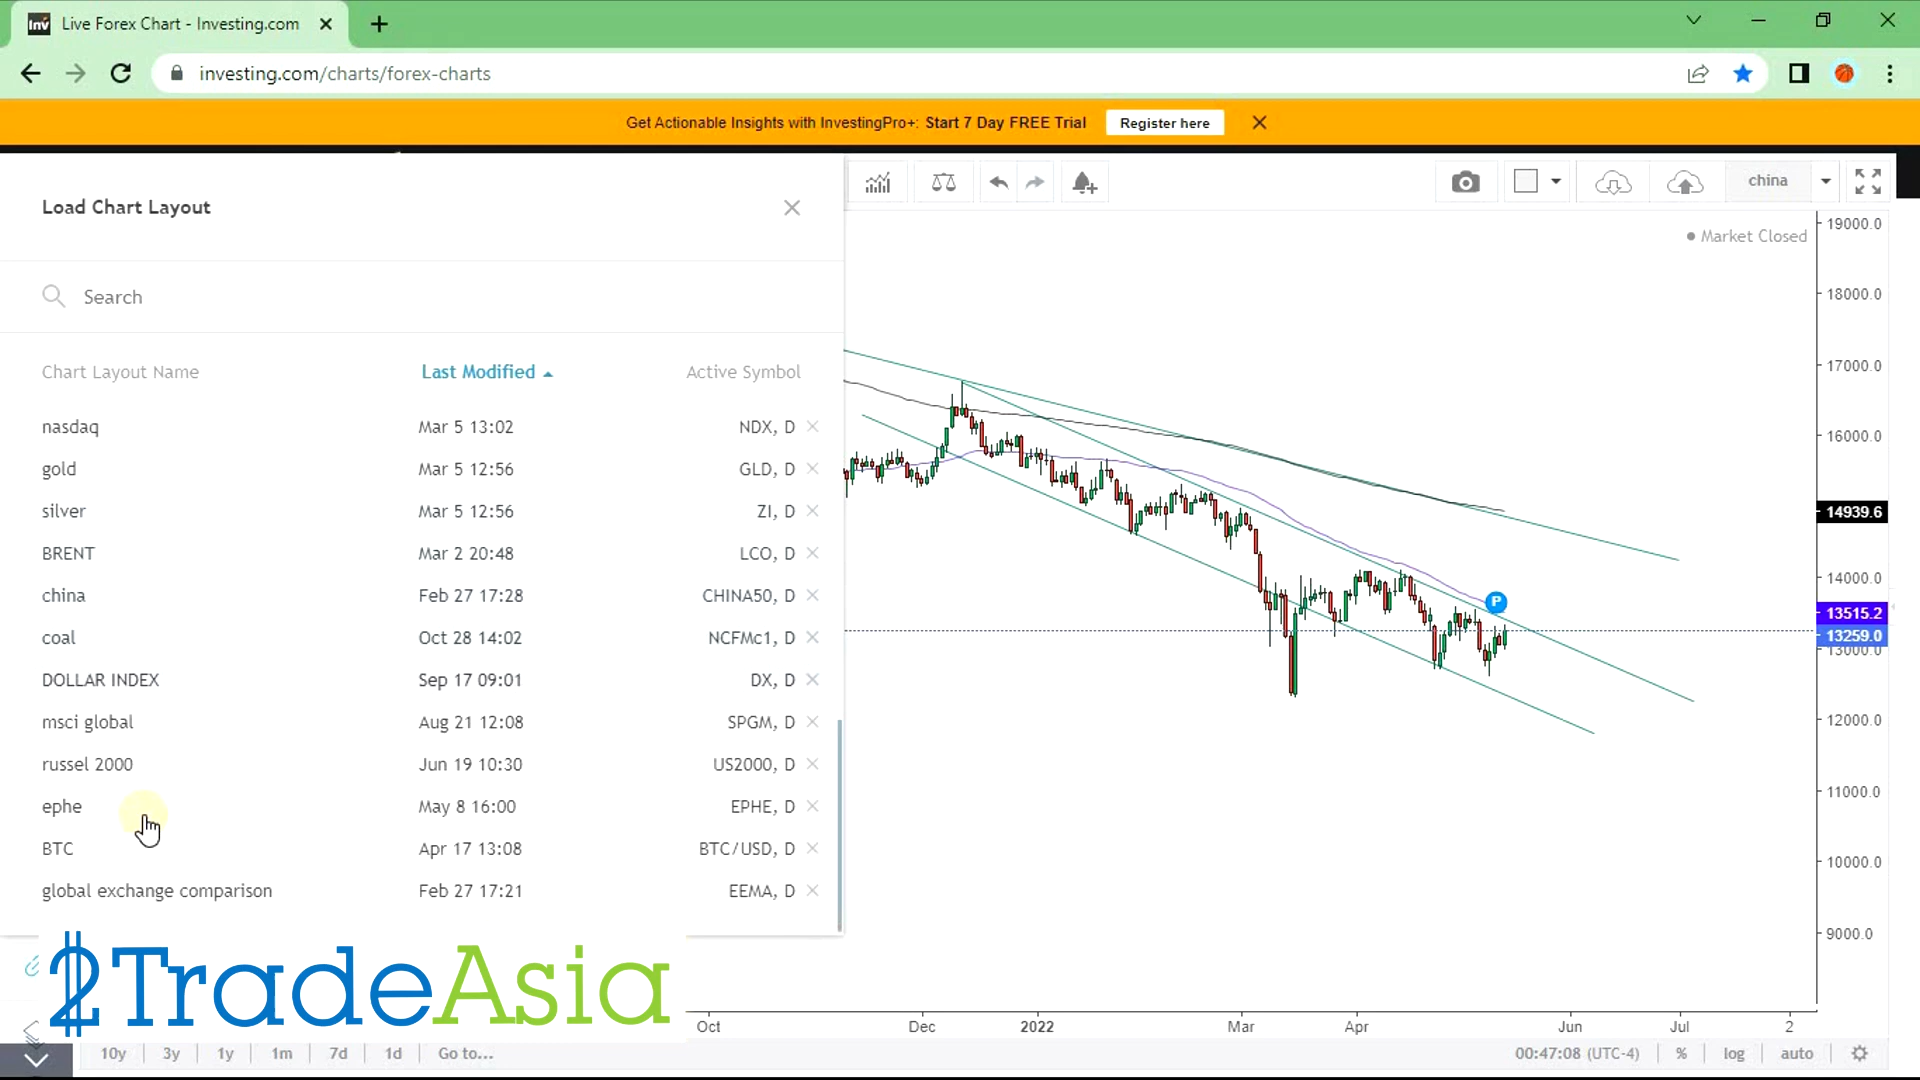 Inv Live Forex Chart - Investing.com
investing.com/charts/forex-charts
Get Actionable Insights with InvestingPro+: Start 7 Day FREE Trial Register here
china
Load Chart Layout
Market Closed
Search
Chart Layout Name Last Modified Active Symbol
nasdaq Mar 5 13:02 NDX, D
gold Mar 5 12:56 GLD, D
silver Mar 5 12:56 ZI, D
BRENT Mar 2 20:48 LCO, D
china Feb 27 17:28 CHINA50, D
coal Oct 28 14:02 NCFMc1, D
DOLLAR INDEX Sep 17 09:01 DX, D
msci global Aug 21 12:08 SPGM, D
russel 2000 Jun 19 10:30 US2000, D
ephe May 8 16:00 EPHE, D
BTC Apr 17 13:08 BTC/USD, D
global exchange comparison Feb 27 17:21 EEMA, D
19000.0
18000.0
17000.0
16000.0
14939.6
14000.0
P
13515.2
13259.0
13000.0
12000.0
11000.0
10000.0
9000.0
2TradeAsia
Oct Dec 2022 Mar Apr Jun Jul 2
10y 3y 1y 1m 7d 1d Go to... 00:47:08 (UTC-4) % log auto